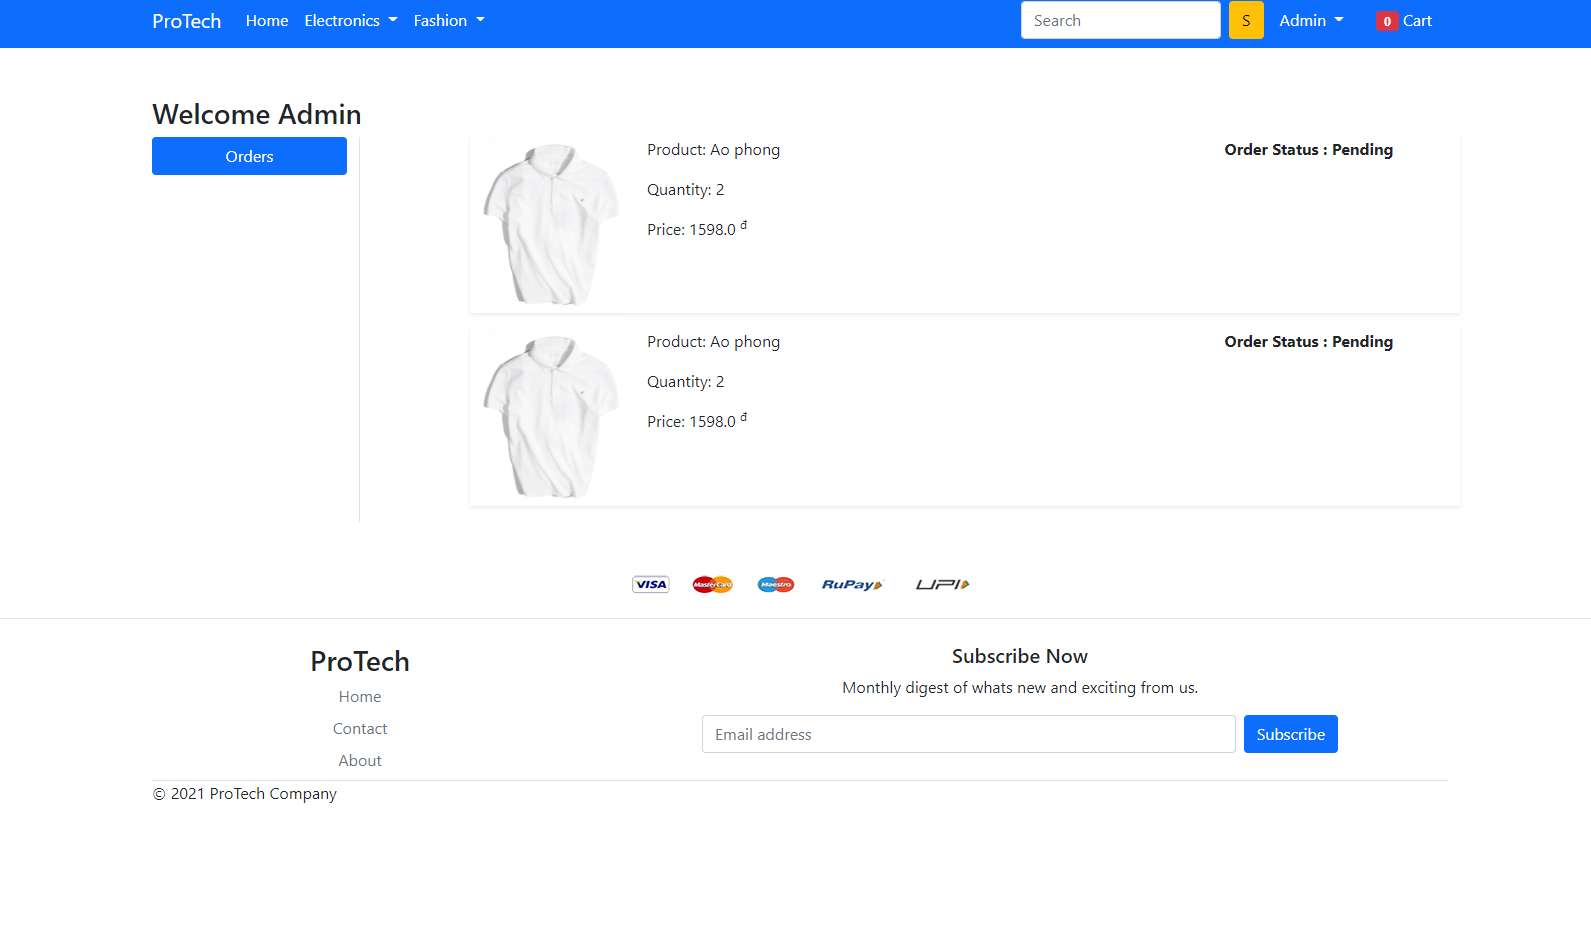 ProTech Home Electronics Fashion Search S Admin 0 Cart
Welcome Admin
Orders
Product: Ao phong
Quantity: 2
Price: 1598.0 đ
Order Status : Pending
Product: Ao phong
Quantity: 2
Price: 1598.0 đ
Order Status : Pending
VISA MasterCard Maestro RuPay UPI
ProTech
Home
Contact
About
Subscribe Now
Monthly digest of whats new and exciting from us.
Email address Subscribe
© 2021 ProTech Company